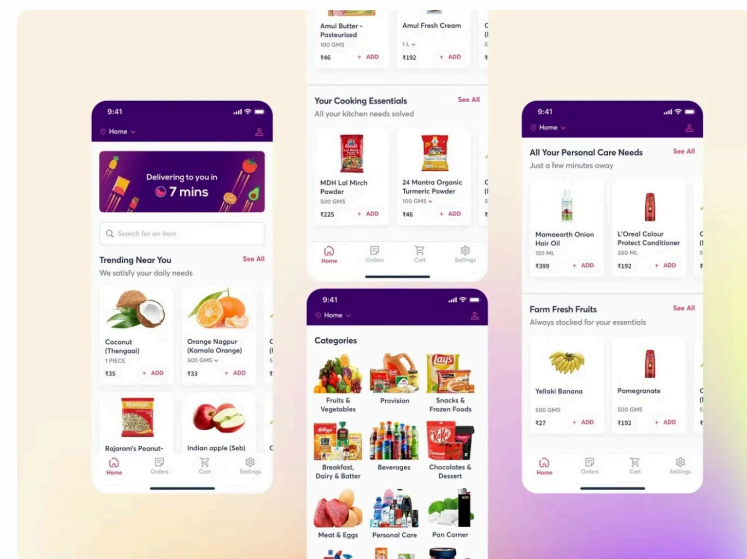 9:41
Home
Delivering to you in
7 mins
Search for an item
Trending Near You
See All
We satisfy your daily needs
Coconut
(Thengaai)
1 PIECE
₹35
+ ADD
Orange Nagpur
(Kamala Orange)
500 GMS
₹33
+ ADD
Rajaram's Peanut-
Indian apple (Seb)
Home
Orders
Cart
Settings
Amul Butter -
Pasteurised
100 GMS
₹46
+ ADD
Amul Fresh Cream
1 L
₹192
+ ADD
Your Cooking Essentials
See All
All your kitchen needs solved
MDH Lal Mirch
Powder
500 GMS
₹225
+ ADD
24 Mantra Organic
Turmeric Powder
100 GMS
₹46
+ ADD
Home
Orders
Cart
Settings
9:41
Home
Categories
Lay's
Fruits &
Vegetables
Provision
Snacks &
Frozen Foods
Kellogg's
KitKat
Breakfast,
Dairy & Batter
Beverages
Chocolates &
Dessert
Meat & Eggs
Personal Care
Pan Corner
9:41
Home
All Your Personal Care Needs
See All
Just a few minutes away
Mamaearth Onion
Hair Oil
150 ML
₹399
+ ADD
L'Oreal Colour
Protect Conditioner
300 ML
₹192
+ ADD
Farm Fresh Fruits
See All
Always stocked for your essentials
Yellaki Banana
500 GMS
₹27
+ ADD
Pomegranate
500 GMS
₹192
+ ADD
Home
Orders
Cart
Settings